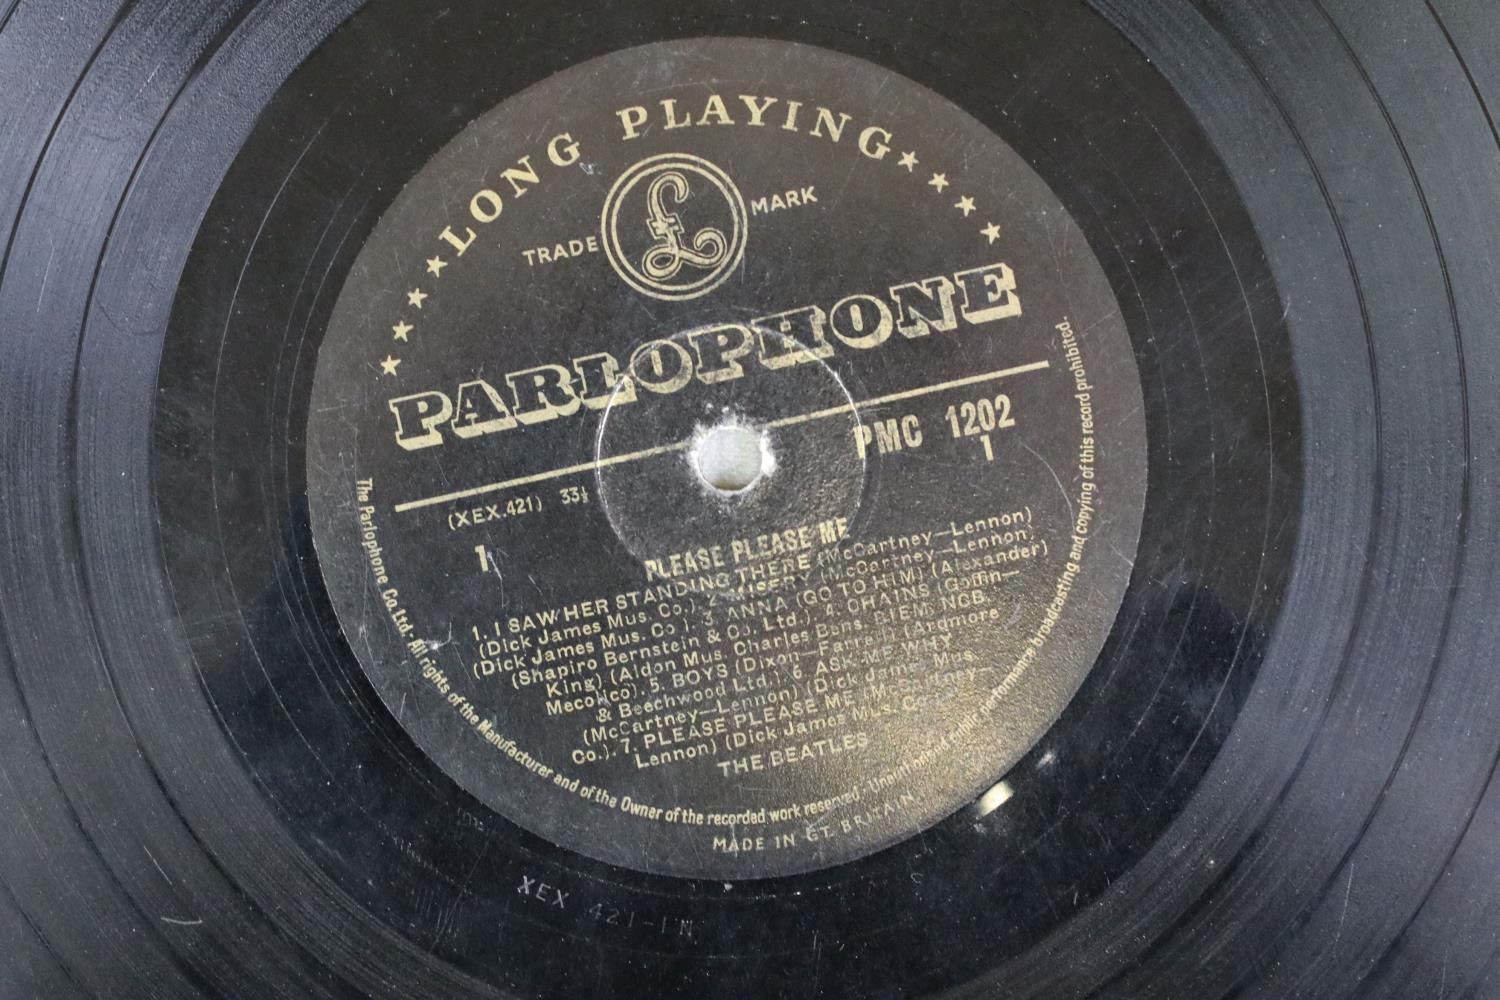 LONG PLAYING
TRADE £ MARK
PARLOPHONE
PMC 1202
1
(XEX.421) 33⅓
1
PLEASE PLEASE ME
1. I SAW HER STANDING THERE (McCartney—Lennon)
(Dick James Mus. Co.). 2. MISERY (McCartney—Lennon)
(Dick James Mus. Co.). 3. ANNA (GO TO HIM) (Alexander)
(Shapiro Bernstein & Co. Ltd.). 4. CHAINS (Goffin—
King) (Aldon Mus. Charles Bens. BIEM. NCB.
Mecolico). 5. BOYS (Dixon—Farrell) (Ardmore
& Beechwood Ltd.). 6. ASK ME WHY
(McCartney—Lennon) (Dick James Mus.
Co.). 7. PLEASE PLEASE ME (McCartney—
Lennon) (Dick James Mus. Co.)
THE BEATLES
The Parlophone Co. Ltd. All rights of the Manufacturer and of the Owner of the recorded work reserved. Unauthorised public performance broadcasting and copying of this record prohibited.
MADE IN GT. BRITAIN
XEX 421-1N